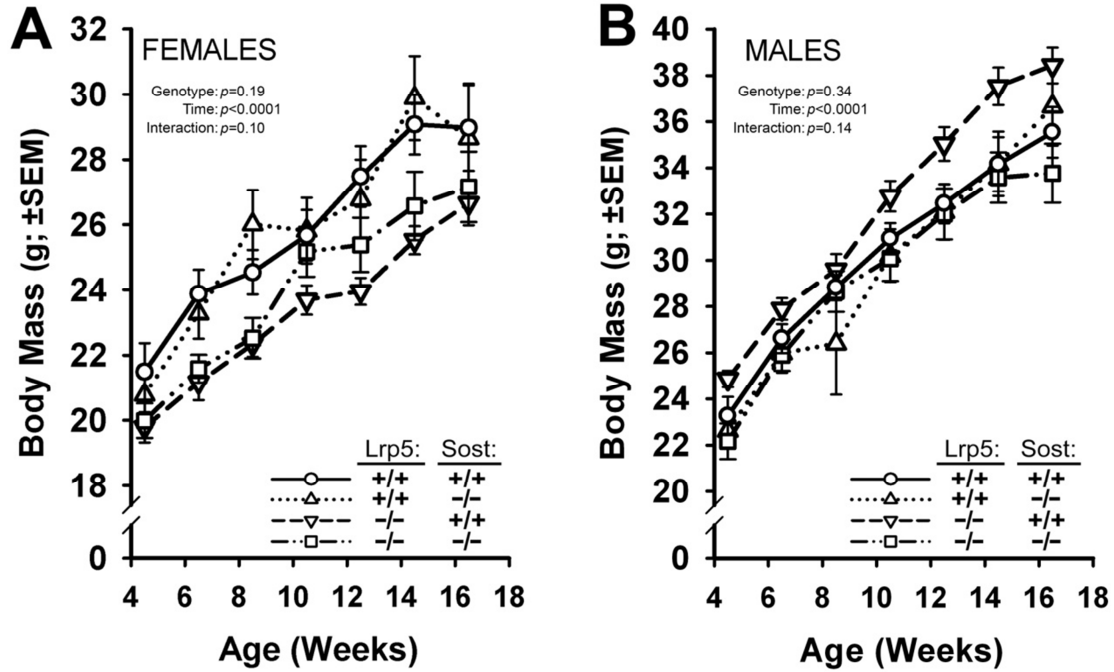 A
FEMALES
Genotype: p=0.19
Time: p<0.0001
Interaction: p=0.10
Body Mass (g; ±SEM)
32
30
28
26
24
22
20
18
0
Lrp5: Sost:
+/+ +/+
+/+ -/-
-/- +/+
-/- -/-
4 6 8 10 12 14 16 18
Age (Weeks)
B
MALES
Genotype: p=0.34
Time: p<0.0001
Interaction: p=0.14
Body Mass (g; ±SEM)
40
38
36
34
32
30
28
26
24
22
20
0
Lrp5: Sost:
+/+ +/+
+/+ -/-
-/- +/+
-/- -/-
4 6 8 10 12 14 16 18
Age (Weeks)